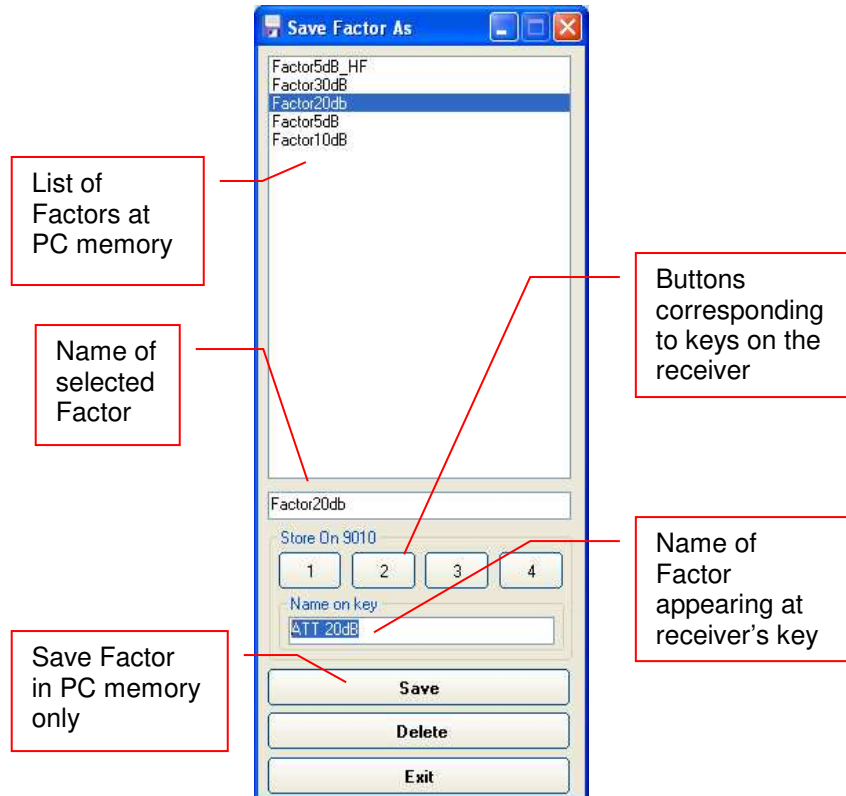 Save Factor As
Factor5dB_HF
Factor30dB
Factor20db
Factor5dB
Factor10dB
List of
Factors at
PC memory
Buttons
corresponding
to keys on the
receiver
Name of
selected
Factor
Factor20db
Store On 9010
1 2 3 4
Name on key
ATT 20dB
Name of
Factor
appearing at
receiver's key
Save Factor
in PC memory
only
Save
Delete
Exit